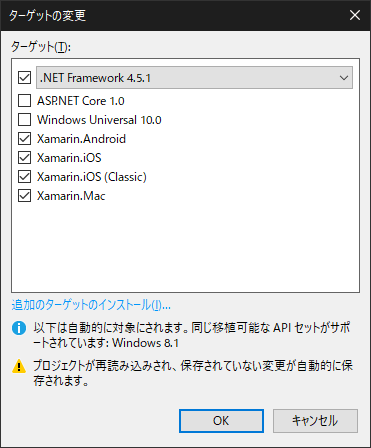 ターゲットの変更
ターゲット(T):
.NET Framework 4.5.1
ASP.NET Core 1.0
Windows Universal 10.0
Xamarin.Android
Xamarin.iOS
Xamarin.iOS (Classic)
Xamarin.Mac
追加のターゲットのインストール(I)...
以下は自動的に対象にされます。同じ移植可能な API セットがサポ
ートされています: Windows 8.1
プロジェクトが再読み込みされ、保存されていない変更が自動的に保
存されます。
OK
キャンセル